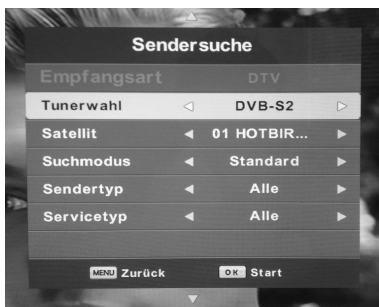 Sendersuche
Empfangsart DTV
Tunerwahl DVB-S2
Satellit 01 HOTBIR...
Suchmodus Standard
Sendertyp Alle
Servicetyp Alle
MENU Zurück OK Start